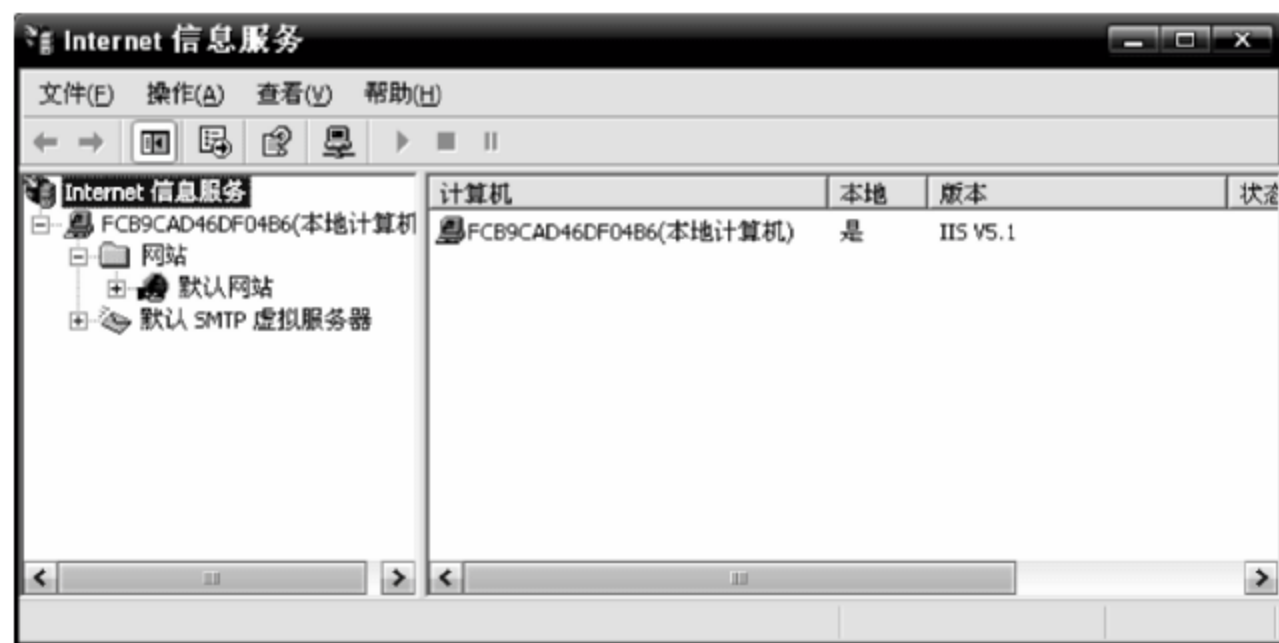 Internet 信息服务
文件(F) 操作(A) 查看(V) 帮助(H)
Internet 信息服务
FCB9CAD46DF04B6(本地计算机
网站
默认网站
默认 SMTP 虚拟服务器
计算机 本地 版本 状态
FCB9CAD46DF04B6(本地计算机) 是 IIS V5.1